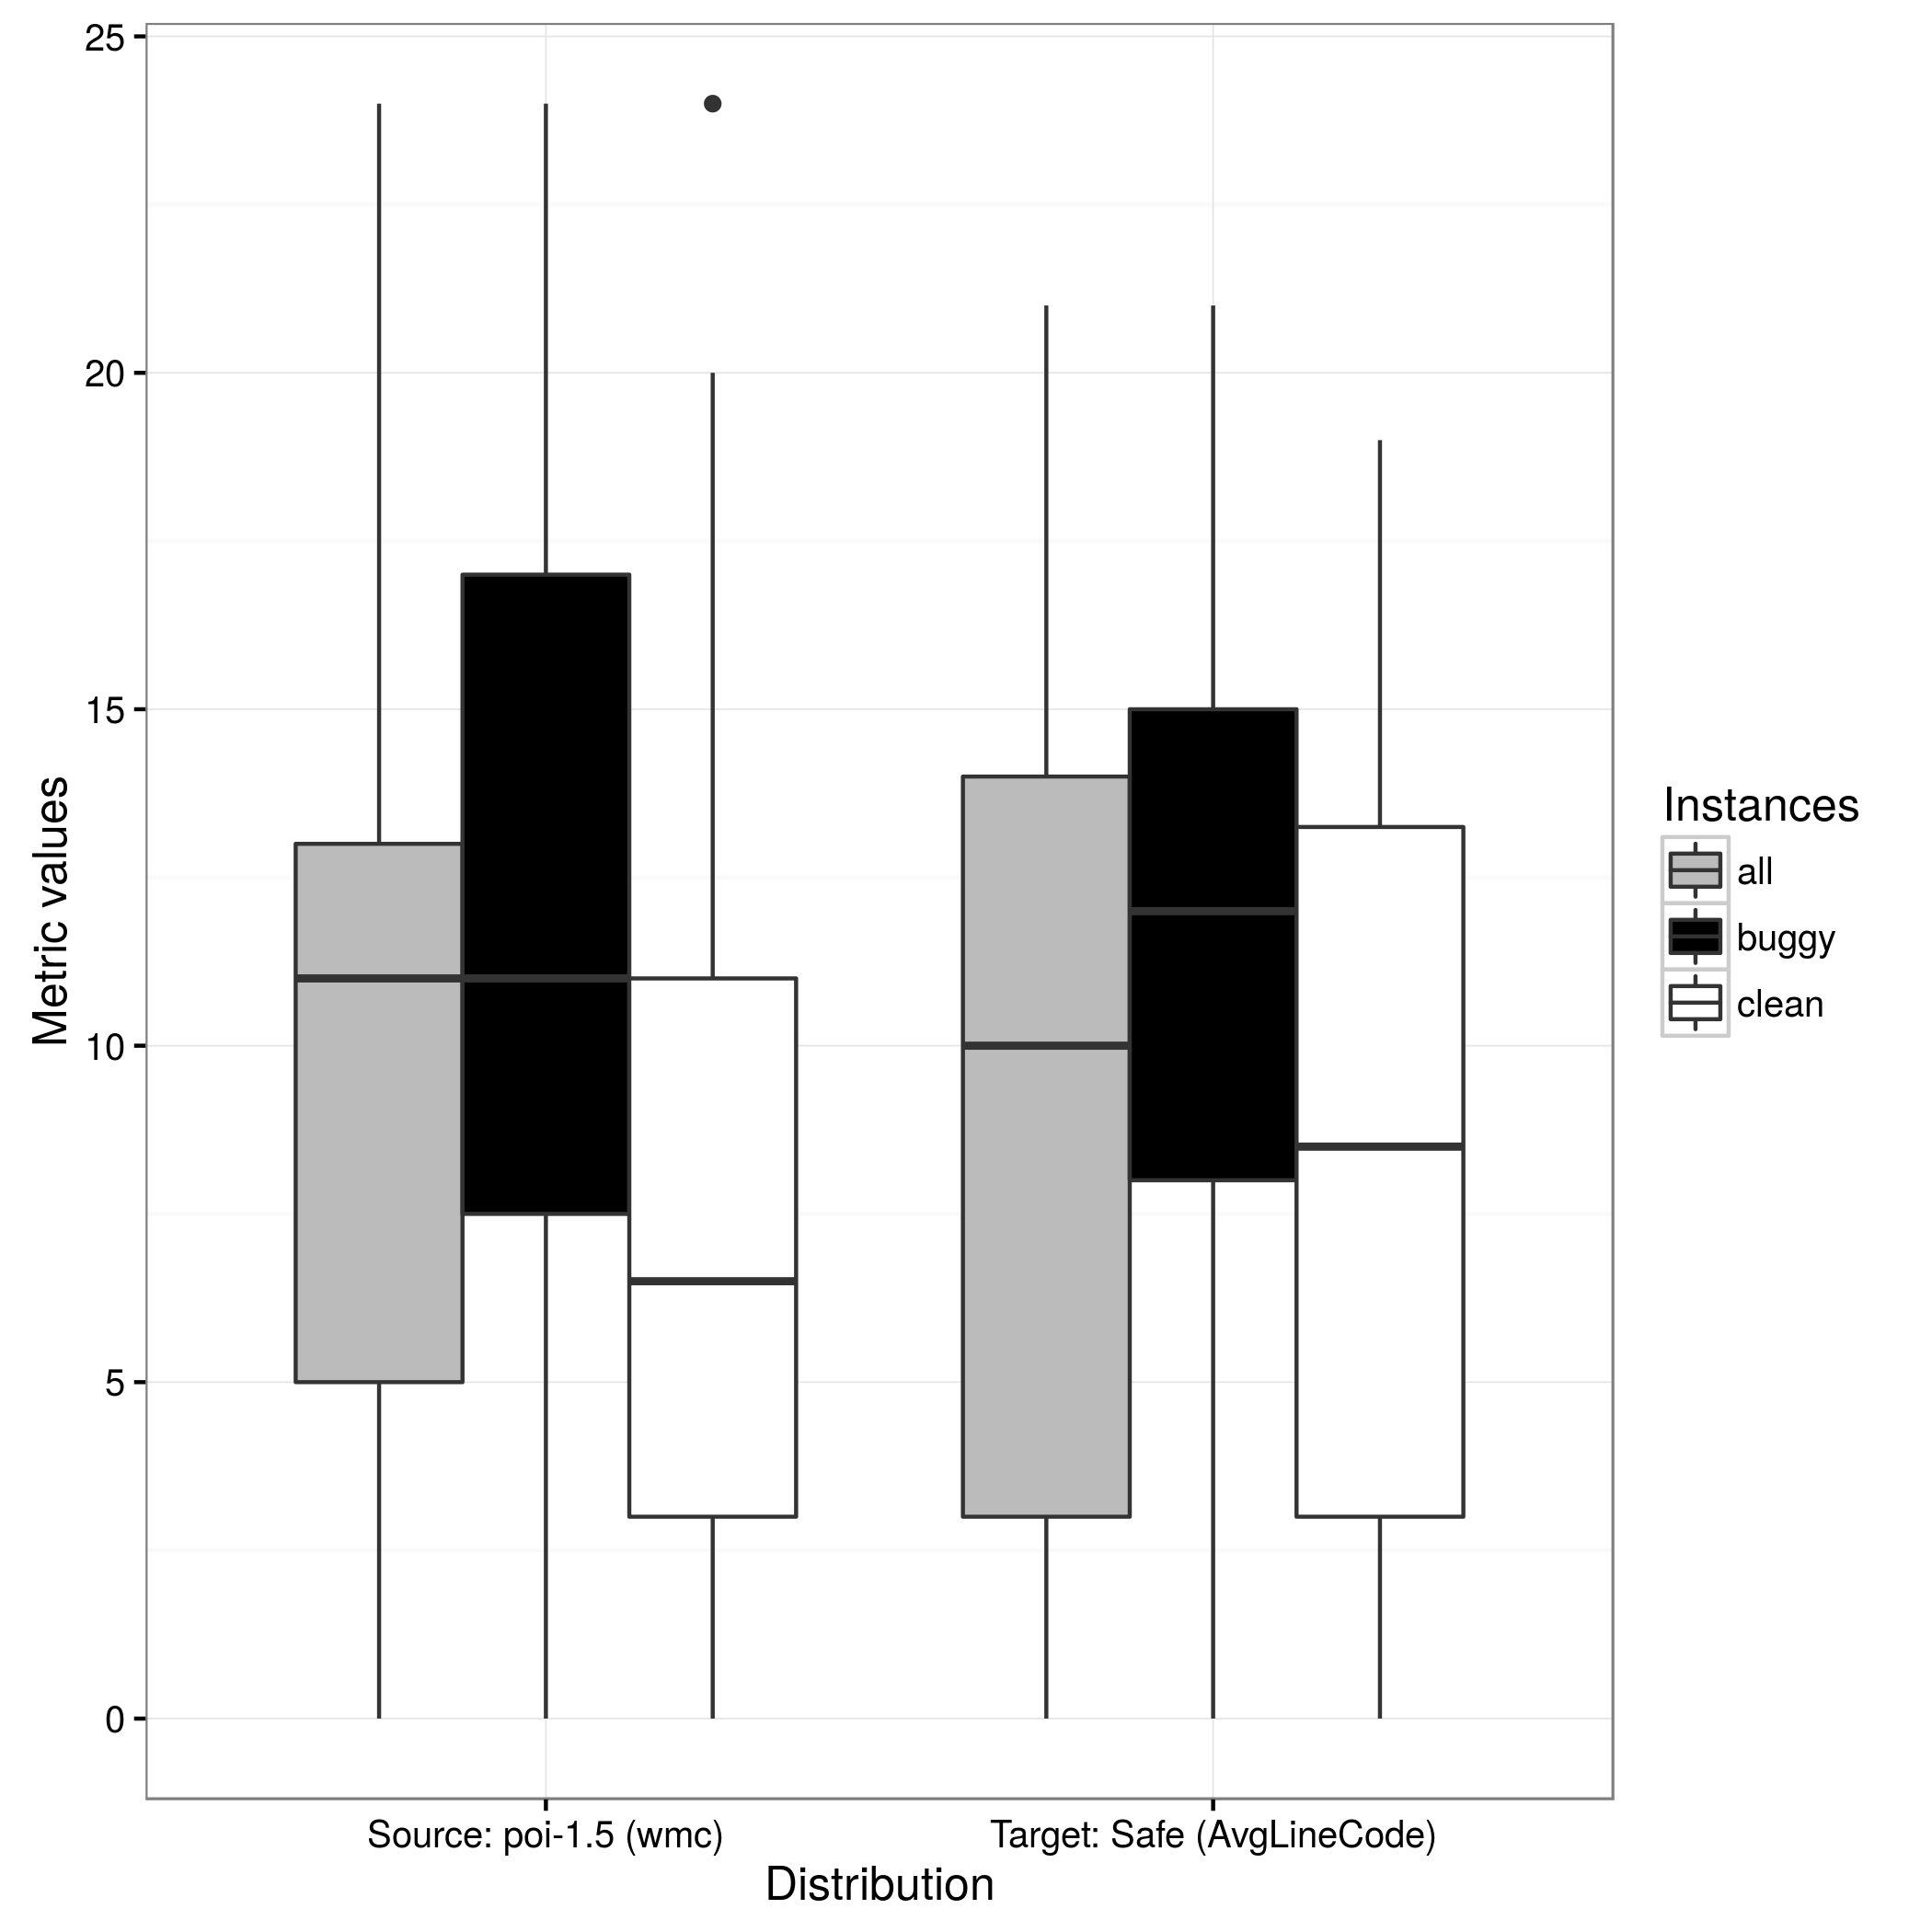 Metric values
25
20
15
10
5
0
Source: poi-1.5 (wmc)
Target: Safe (AvgLineCode)
Distribution
Instances
all
buggy
clean